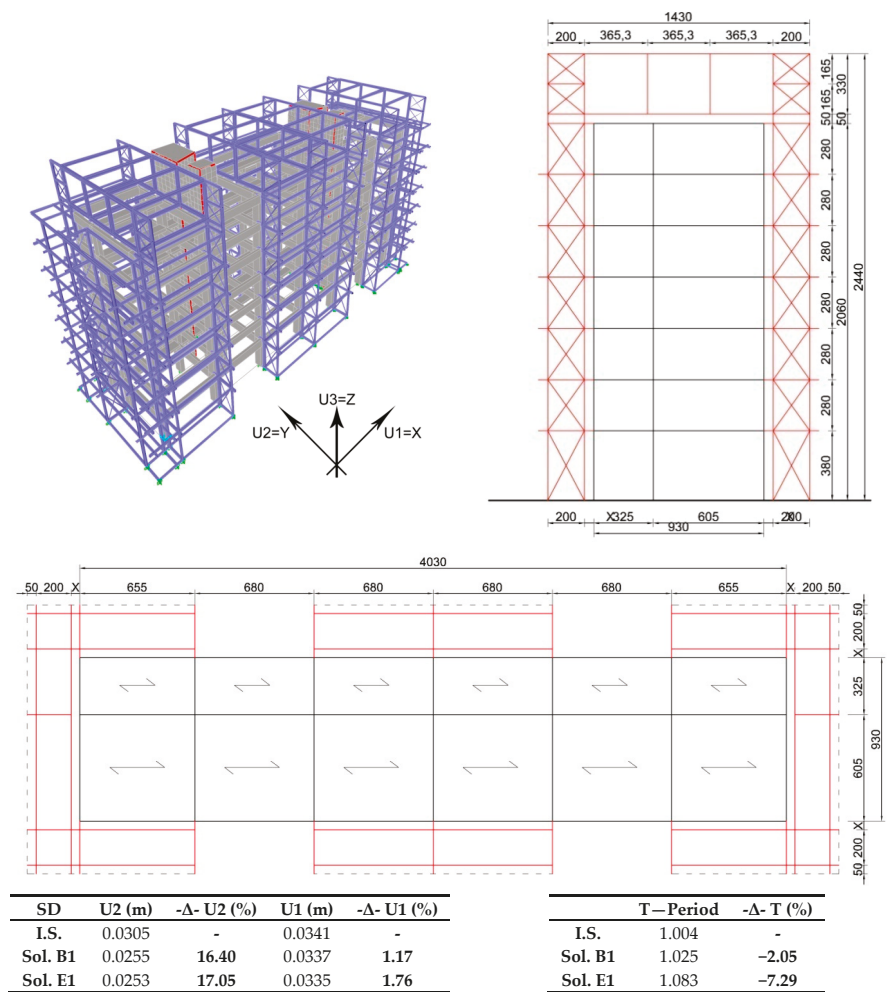 1430
200 365,3 365,3 365,3 200
165
165
330
50
50
280
280
280
280
280
280
380
2060
2440
200 X 325 605 X 200
930
U3=Z
U2=Y
U1=X
4030
50 200 X 655 680 680 680 680 655 X 200 50
50
200
X
325
605
930
X
200
50
SD U2 (m) -Δ- U2 (%) U1 (m) -Δ- U1 (%)
I.S. 0.0305 - 0.0341 -
Sol. B1 0.0255 16.40 0.0337 1.17
Sol. E1 0.0253 17.05 0.0335 1.76
T—Period -Δ- T (%)
I.S. 1.004 -
Sol. B1 1.025 −2.05
Sol. E1 1.083 −7.29